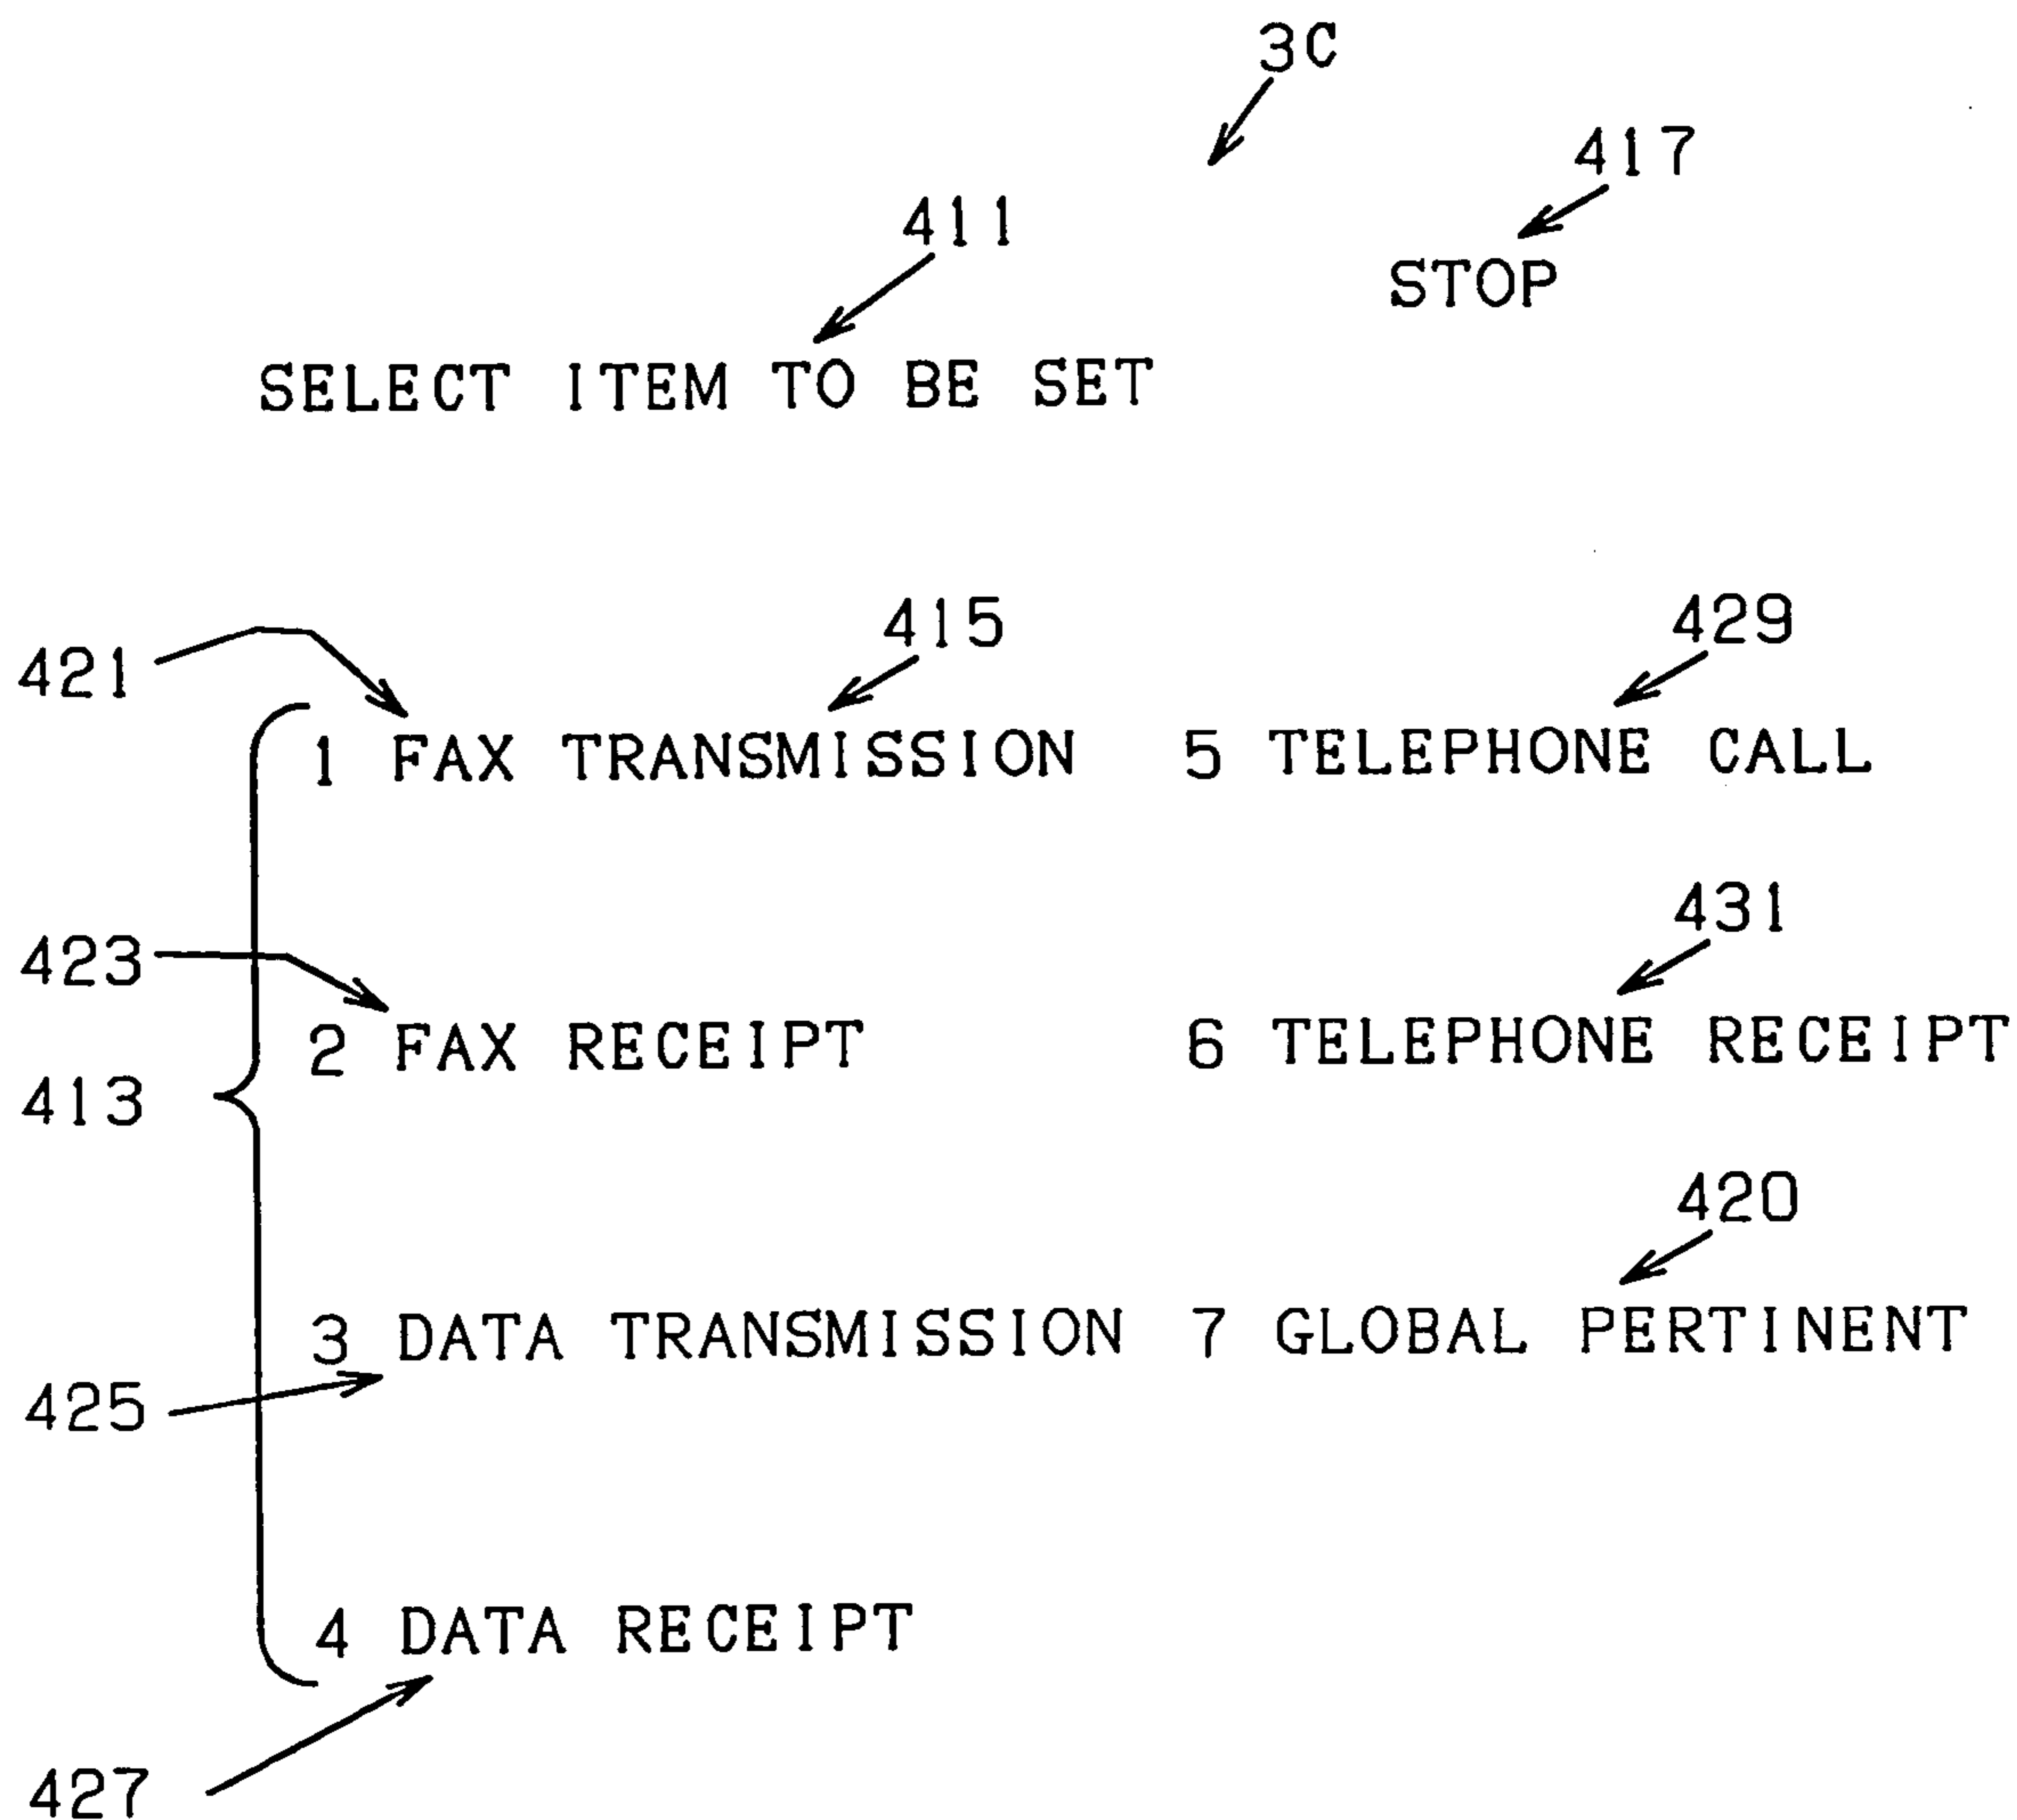 3C
417
411
STOP
SELECT ITEM TO BE SET
415
429
421
1 FAX TRANSMISSION 5 TELEPHONE CALL
431
423
2 FAX RECEIPT 6 TELEPHONE RECEIPT
413
420
3 DATA TRANSMISSION 7 GLOBAL PERTINENT
425
4 DATA RECEIPT
427